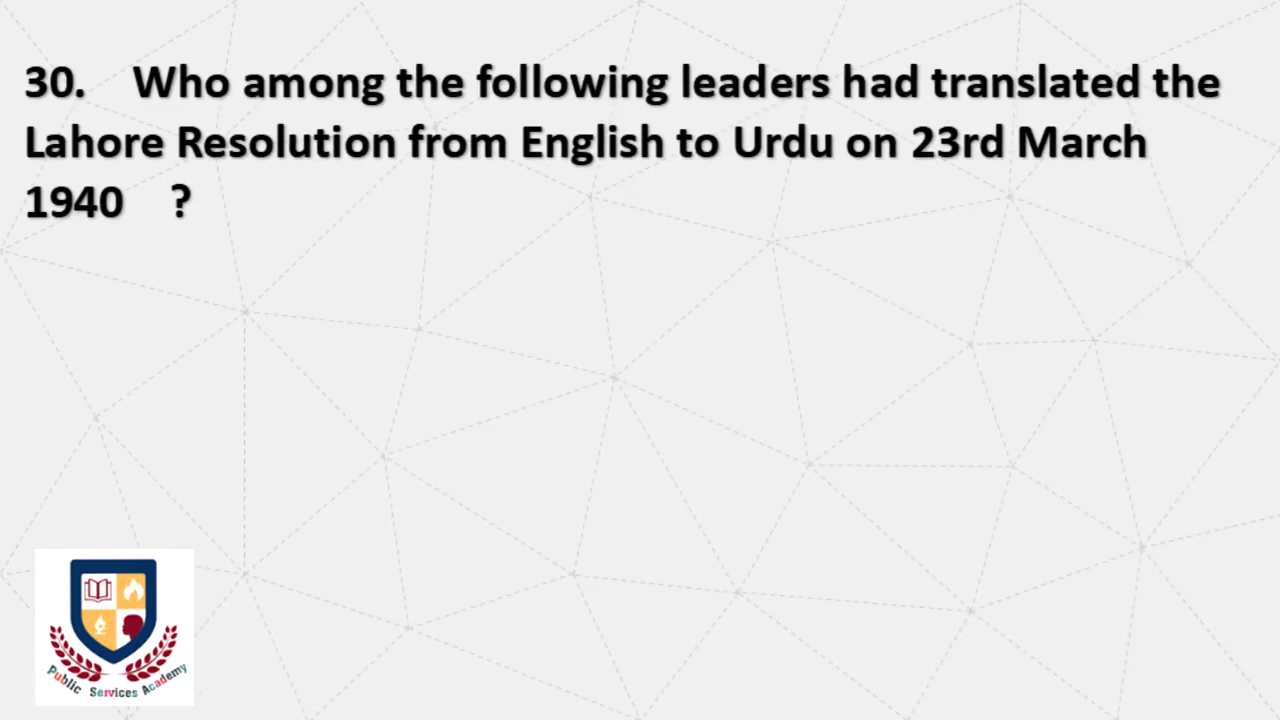 30. Who among the following leaders had translated the
Lahore Resolution from English to Urdu on 23rd March
1940 ?
Public Services Academy